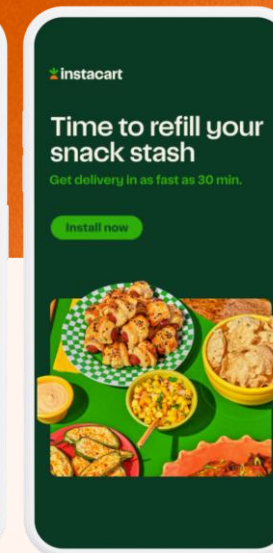 instacart
Time to refill your
snack stash
Get delivery in as fast as 30 min.
Install now